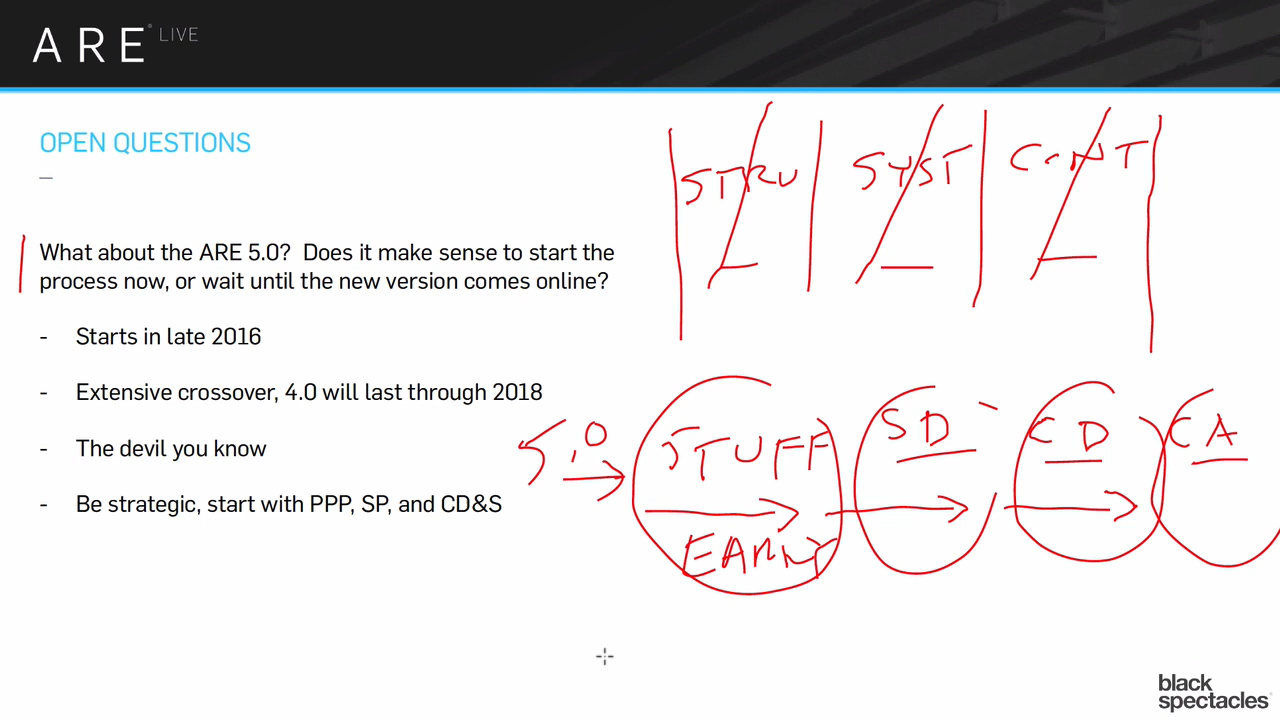 ARE® LIVE
OPEN QUESTIONS
What about the ARE 5.0? Does it make sense to start the
process now, or wait until the new version comes online?
- Starts in late 2016
- Extensive crossover, 4.0 will last through 2018
- The devil you know
- Be strategic, start with PPP, SP, and CD&S
STRU SYST CONT
5.0 STUFF SD CD CA
EARLY
black
spectacles